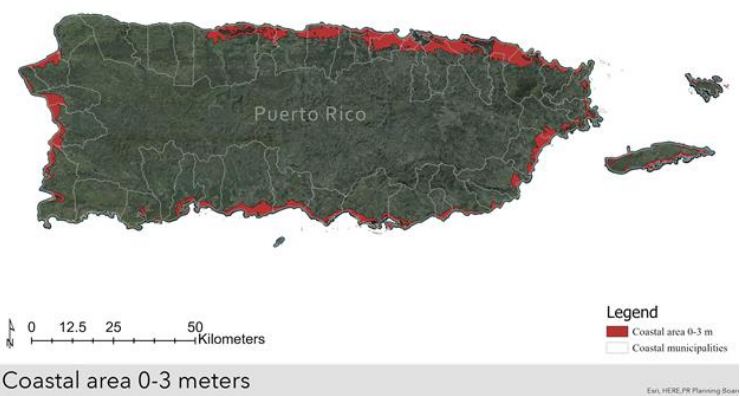 Puerto Rico
N
0 12.5 25 50
Kilometers
Legend
Coastal area 0-3 m
Coastal municipalities
Coastal area 0-3 meters
Esri, HERE,PR Planning Board